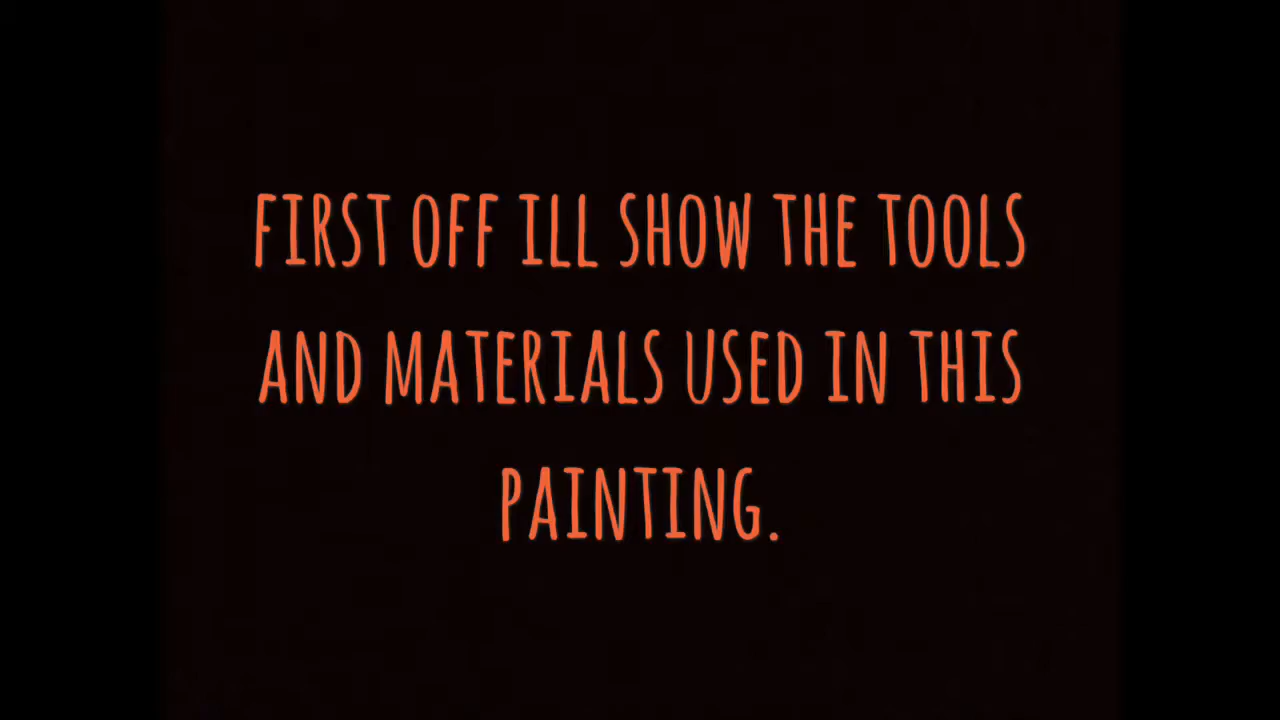 FIRST OFF ILL SHOW THE TOOLS
AND MATERIALS USED IN THIS
PAINTING.